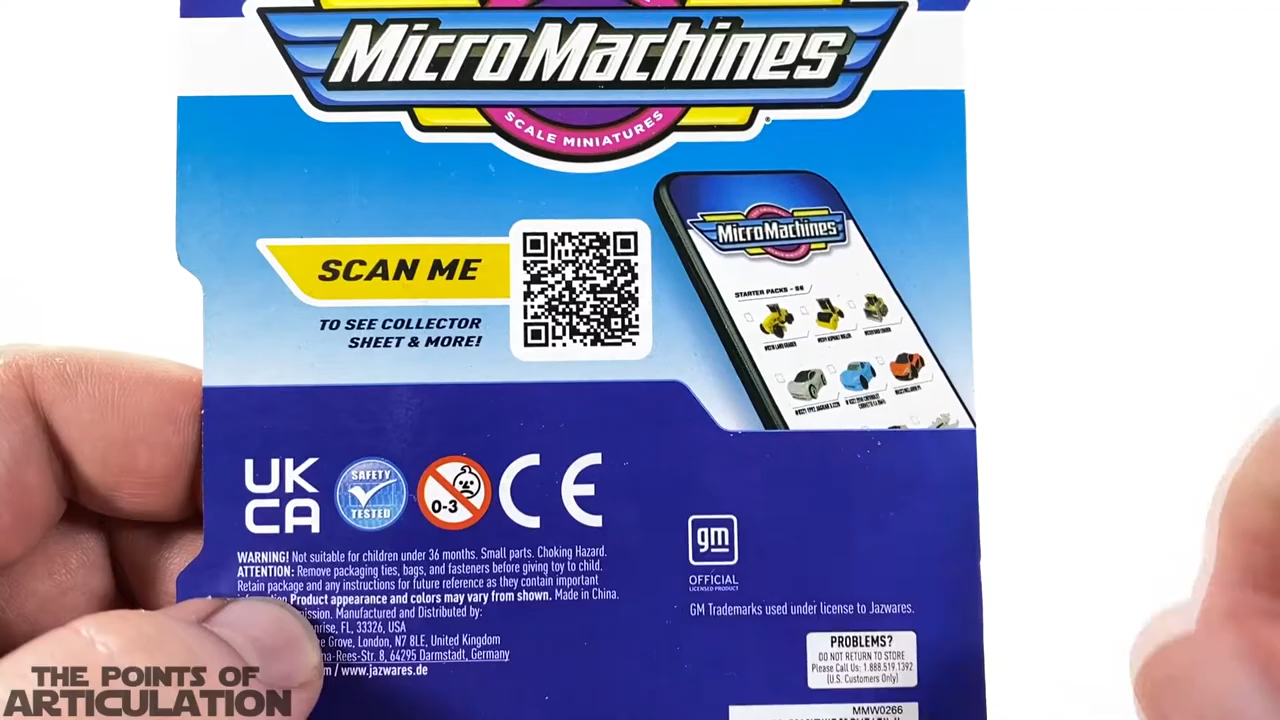 MicroMachines
SCALE MINIATURES
SCAN ME
TO SEE COLLECTOR
SHEET & MORE!
MicroMachines
STARTER PACKS - S6
UK
CA
SAFETY
TESTED
0-3
CE
WARNING! Not suitable for children under 36 months. Small parts. Choking Hazard.
ATTENTION: Remove packaging ties, bags, and fasteners before giving toy to child.
Retain package and any instructions for future reference as they contain important
Product appearance and colors may vary from shown. Made in China.
Manufactured and Distributed by:
FL, 33326, USA
Grove, London, N7 8LE, United Kingdom
-Rees-Str. 8, 64295 Darmstadt, Germany
/ www.jazwares.de
gm
OFFICIAL
LICENSED PRODUCT
GM Trademarks used under license to Jazwares.
PROBLEMS?
DO NOT RETURN TO STORE
Please Call Us: 1.888.519.1392
(U.S. Customers Only)
MMW0266
THE POINTS OF
ARTICULATION